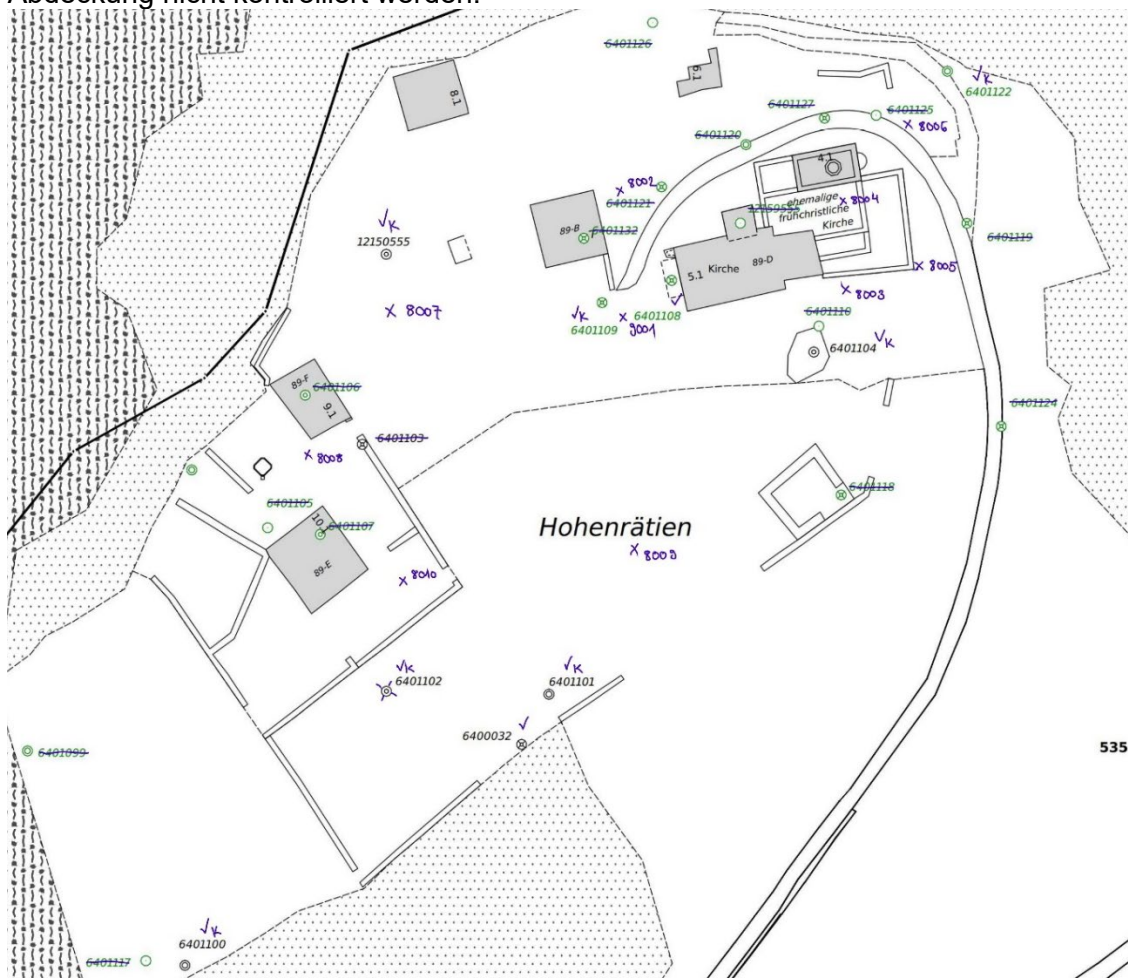 Abdeckung nicht kontrolliert werden.
6401126
8.1
6.1
√K
6401122
6401127
6401125
x 8006
6401120
4.1
x 8002
6401121
ehemalige
frühchristliche
Kirche
x 8004
12159555
89-B
6401132
6401119
√K
12150555
5.1 Kirche 89-D
x 8005
x 8003
x 8007
√K
6401109
x 9001
6401108
√
6401110
6401104
√K
89-F
6401106
9.1
6401103
6401124
x 8008
6401118
6401105
10.1
6401107
89-E
Hohenrätien
x 8009
x 8010
√K
6401102
√K
6401101
6400032
√
6401099
535
√K
6401100
6401117